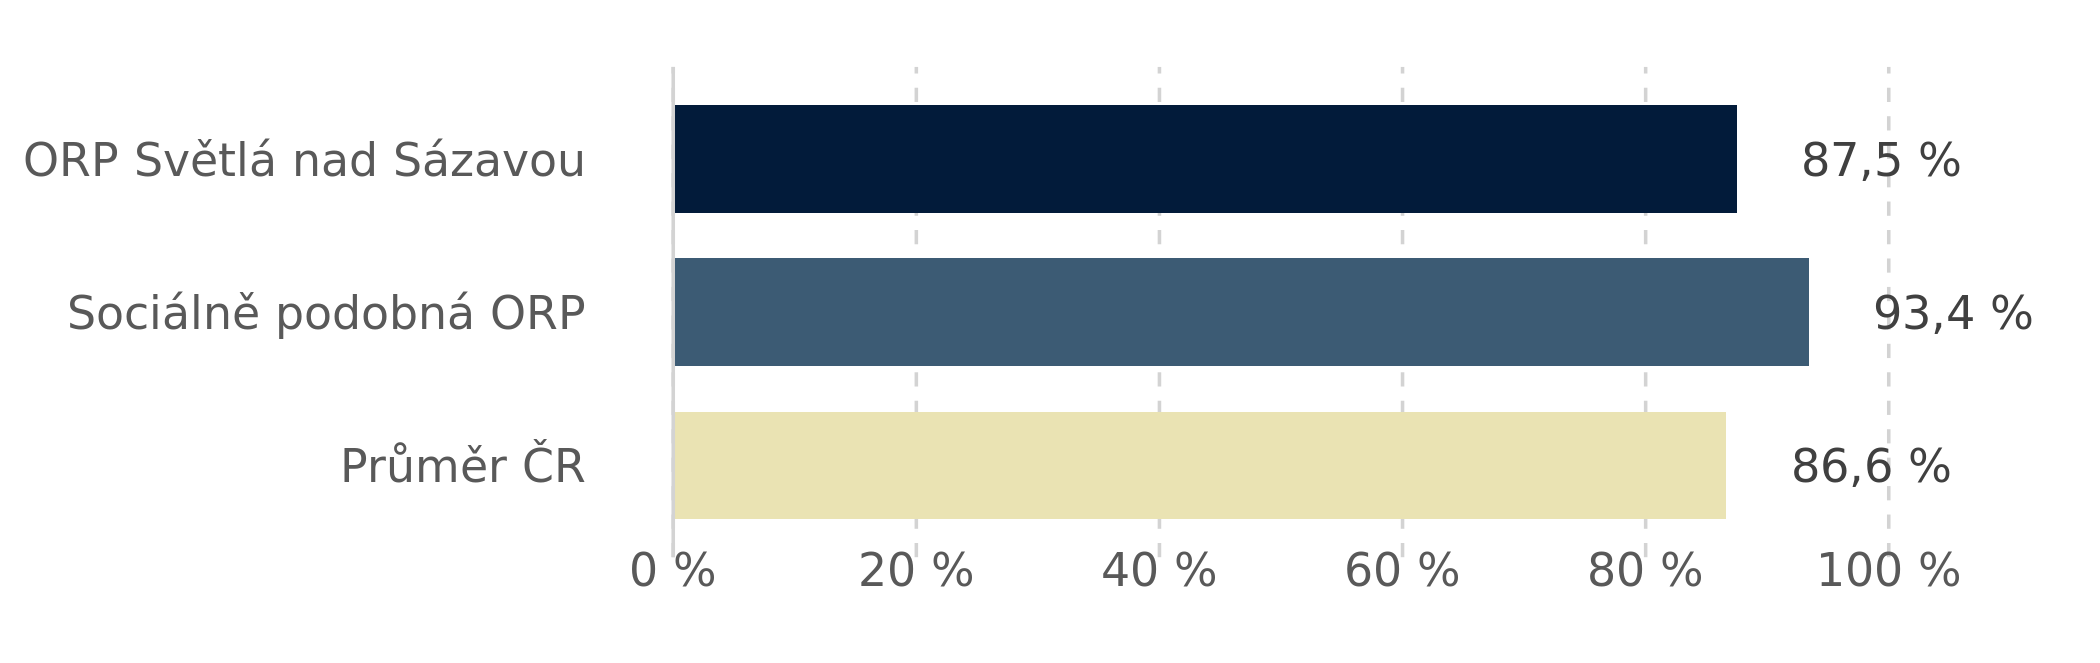 ORP Světlá nad Sázavou
87,5 %
Sociálně podobná ORP
93,4 %
Průměr ČR
86,6 %
0 % 20 % 40 % 60 % 80 % 100 %